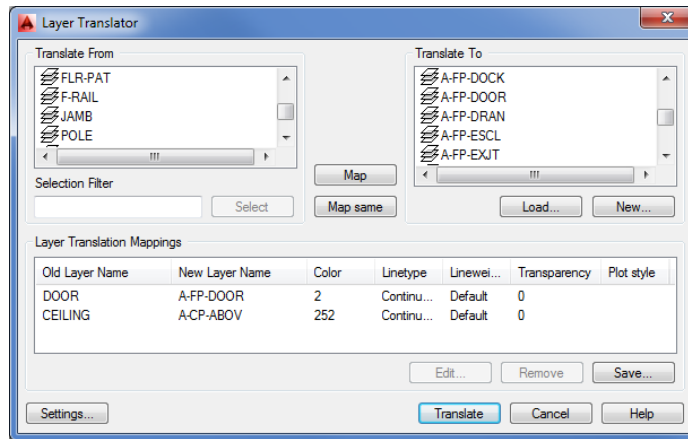 Layer Translator
Translate From
FLR-PAT
F-RAIL
JAMB
POLE
Selection Filter
Select
Map
Map same
Translate To
A-FP-DOCK
A-FP-DOOR
A-FP-DRAN
A-FP-ESCL
A-FP-EXJT
Load...
New...
Layer Translation Mappings
Old Layer Name New Layer Name Color Linetype Linewei... Transparency Plot style
DOOR A-FP-DOOR 2 Continu... Default 0
CEILING A-CP-ABOV 252 Continu... Default 0
Edit... Remove Save...
Settings... Translate Cancel Help